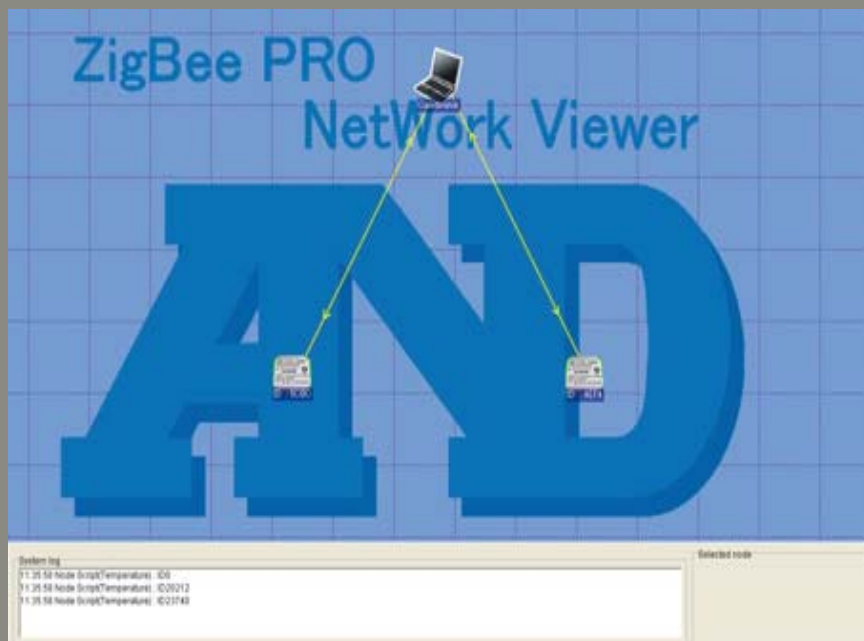 ZigBee PRO
NetWork Viewer
AND
System log
Selected node
11:35:58 Node Script(Temperature) : ID0
11:35:58 Node Script(Temperature) : ID20212
11:35:58 Node Script(Temperature) : ID23740